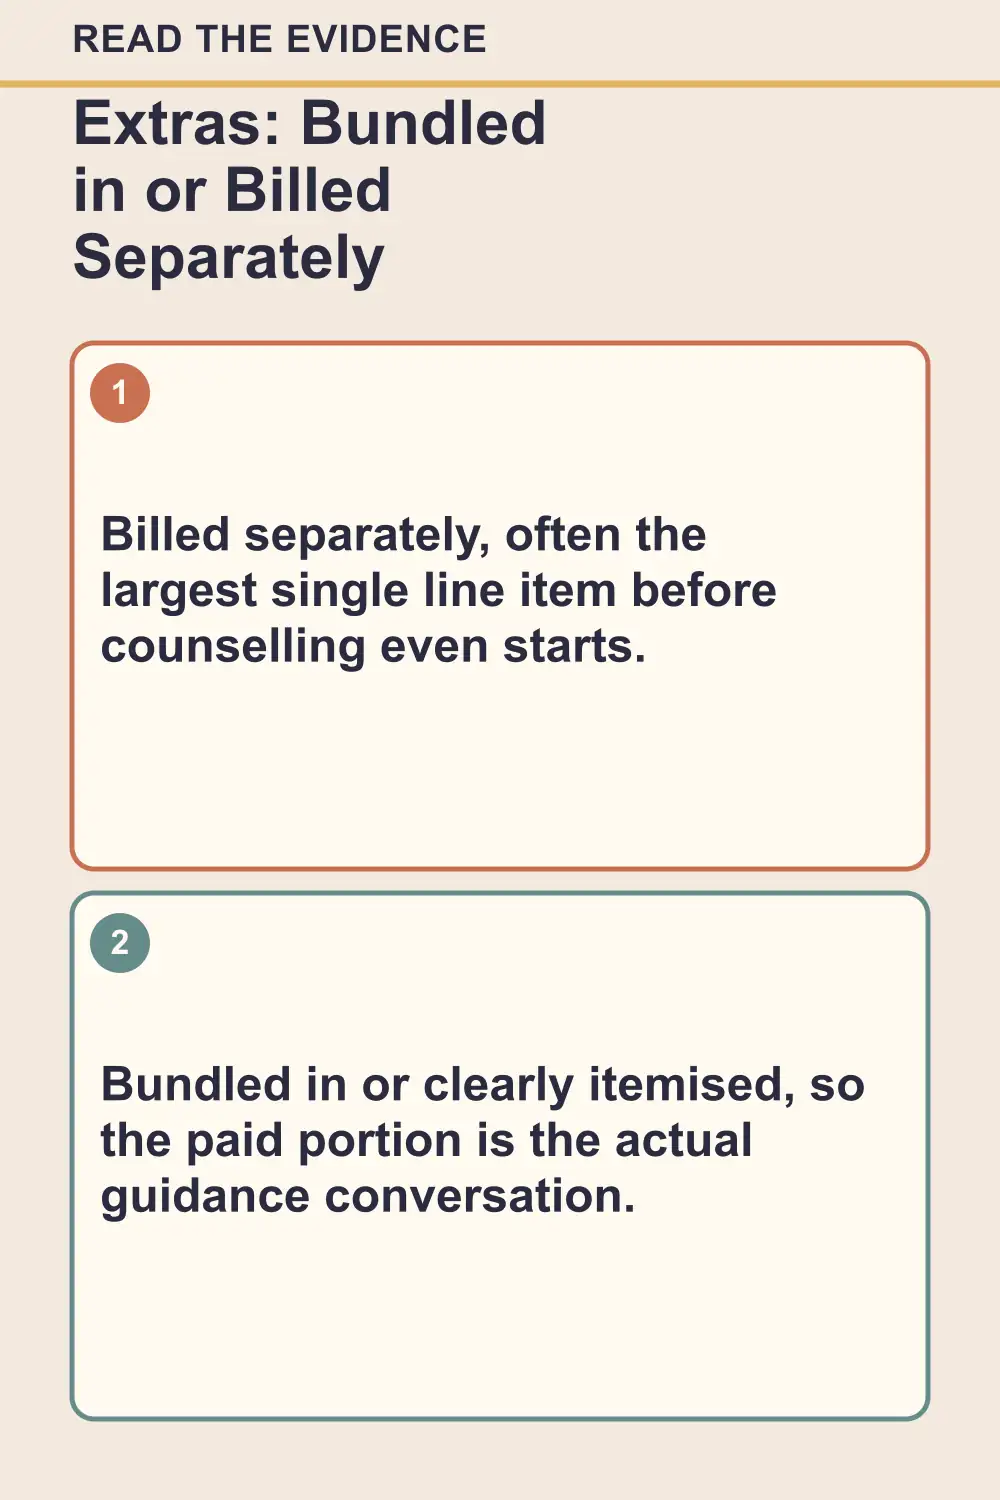 READ THE EVIDENCE
Extras: Bundled
in or Billed
Separately
1
Billed separately, often the
largest single line item before
counselling even starts.
2
Bundled in or clearly itemised, so
the paid portion is the actual
guidance conversation.